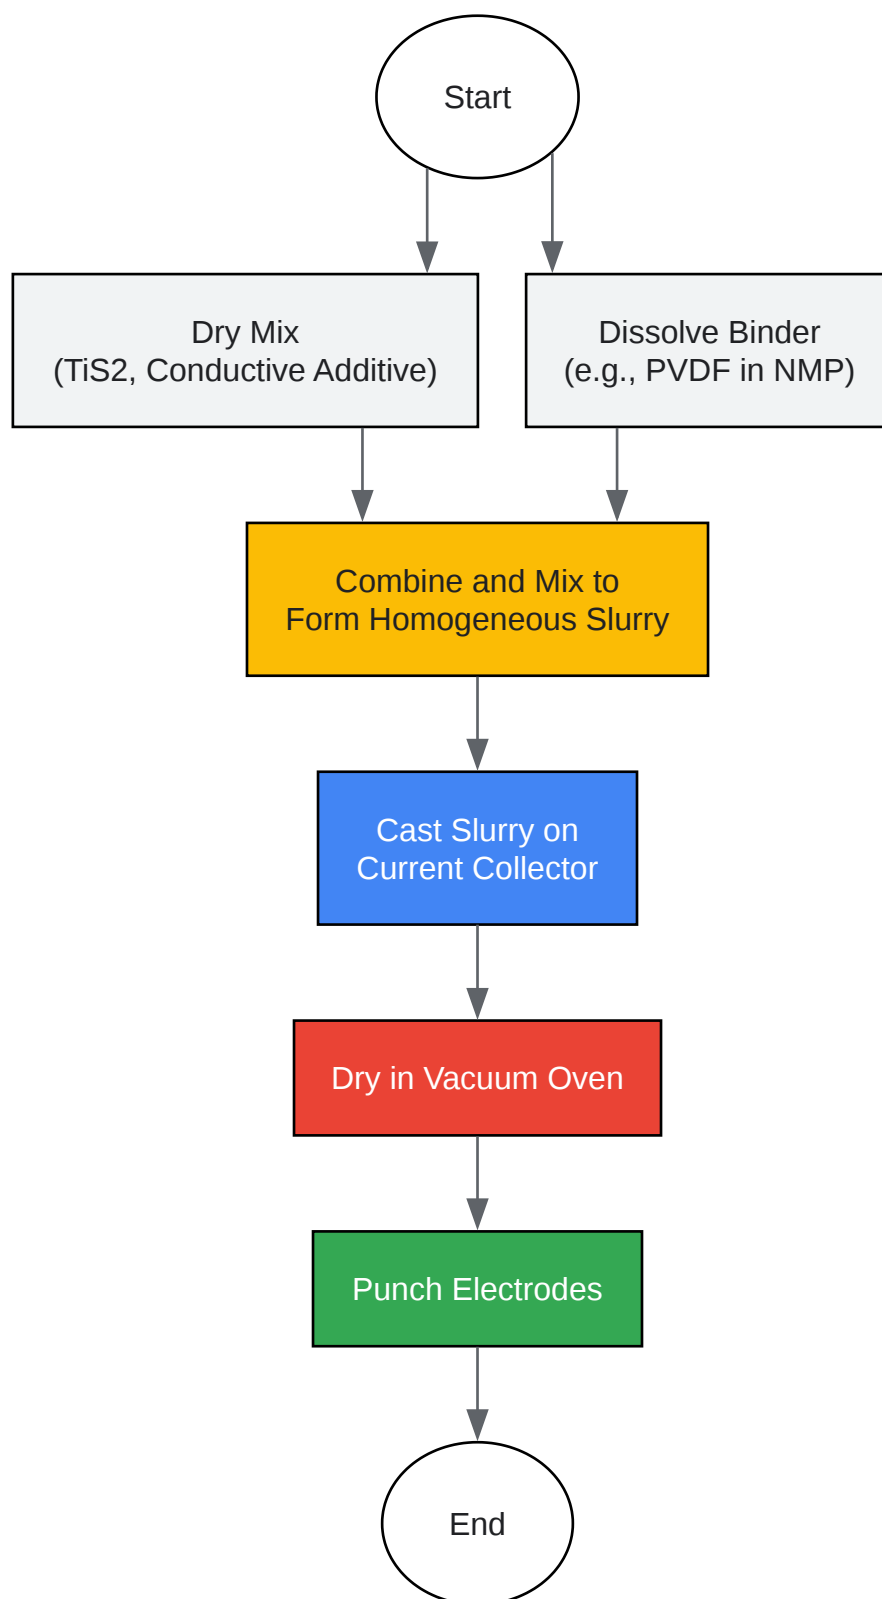 Start
Dry Mix
(TiS2, Conductive Additive)
Dissolve Binder
(e.g., PVDF in NMP)
Combine and Mix to
Form Homogeneous Slurry
Cast Slurry on
Current Collector
Dry in Vacuum Oven
Punch Electrodes
End